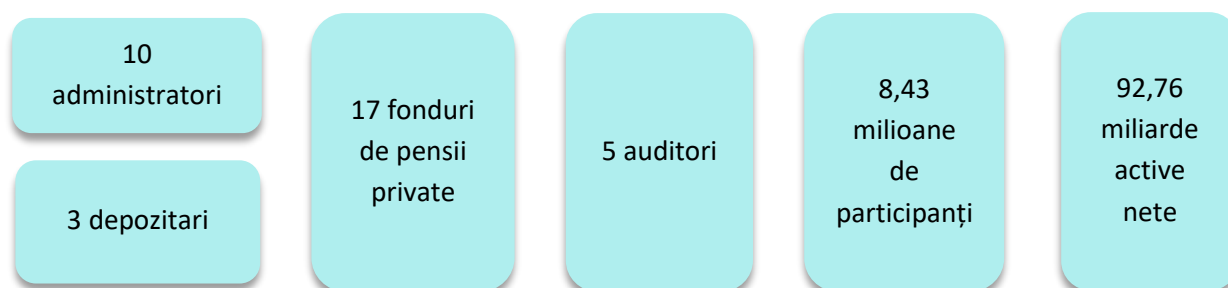 10
administratori
3 depozitari
17 fonduri
de pensii
private
5 auditori
8,43
milioane
de
participanți
92,76
miliarde
active
nete